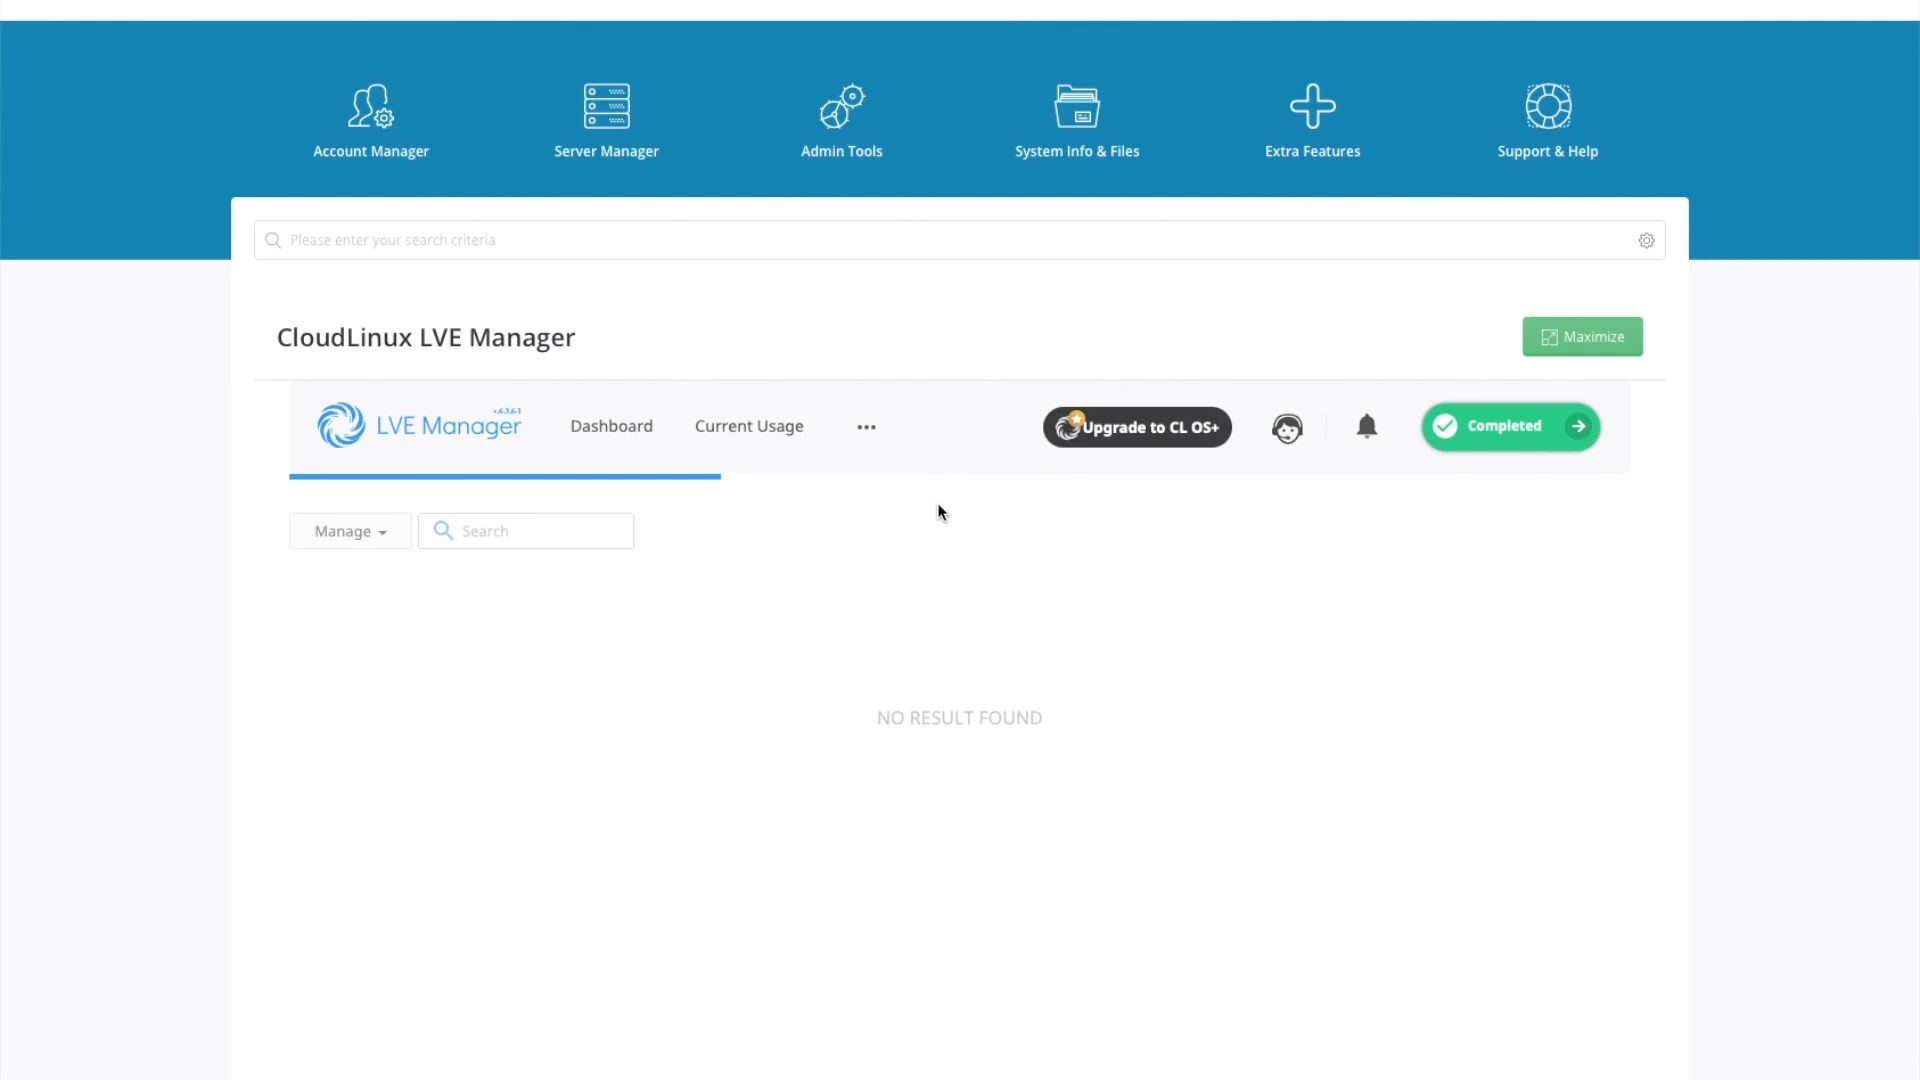 Account Manager
Server Manager
Admin Tools
System Info & Files
Extra Features
Support & Help
Please enter your search criteria
CloudLinux LVE Manager
Maximize
LVE Manager
Dashboard
Current Usage
•••
Upgrade to CL OS+
Completed
Manage
Search
NO RESULT FOUND